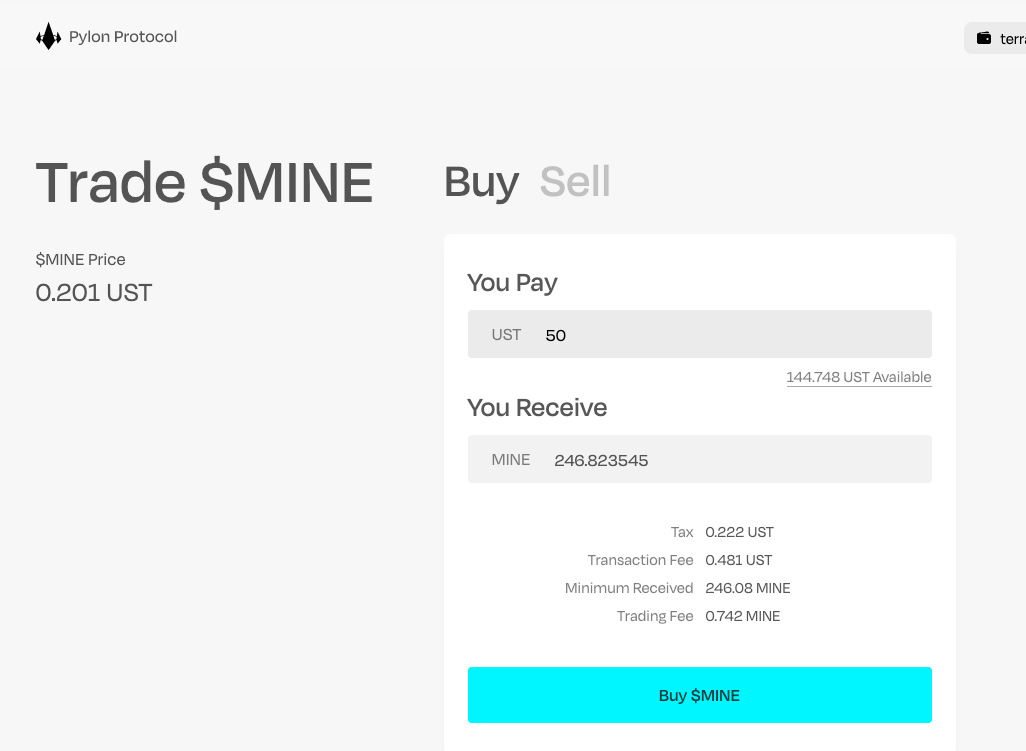 Pylon Protocol
terra
Trade $MINE
Buy Sell
$MINE Price
0.201 UST
You Pay
UST 50
144.748 UST Available
You Receive
MINE 246.823545
Tax 0.222 UST
Transaction Fee 0.481 UST
Minimum Received 246.08 MINE
Trading Fee 0.742 MINE
Buy $MINE